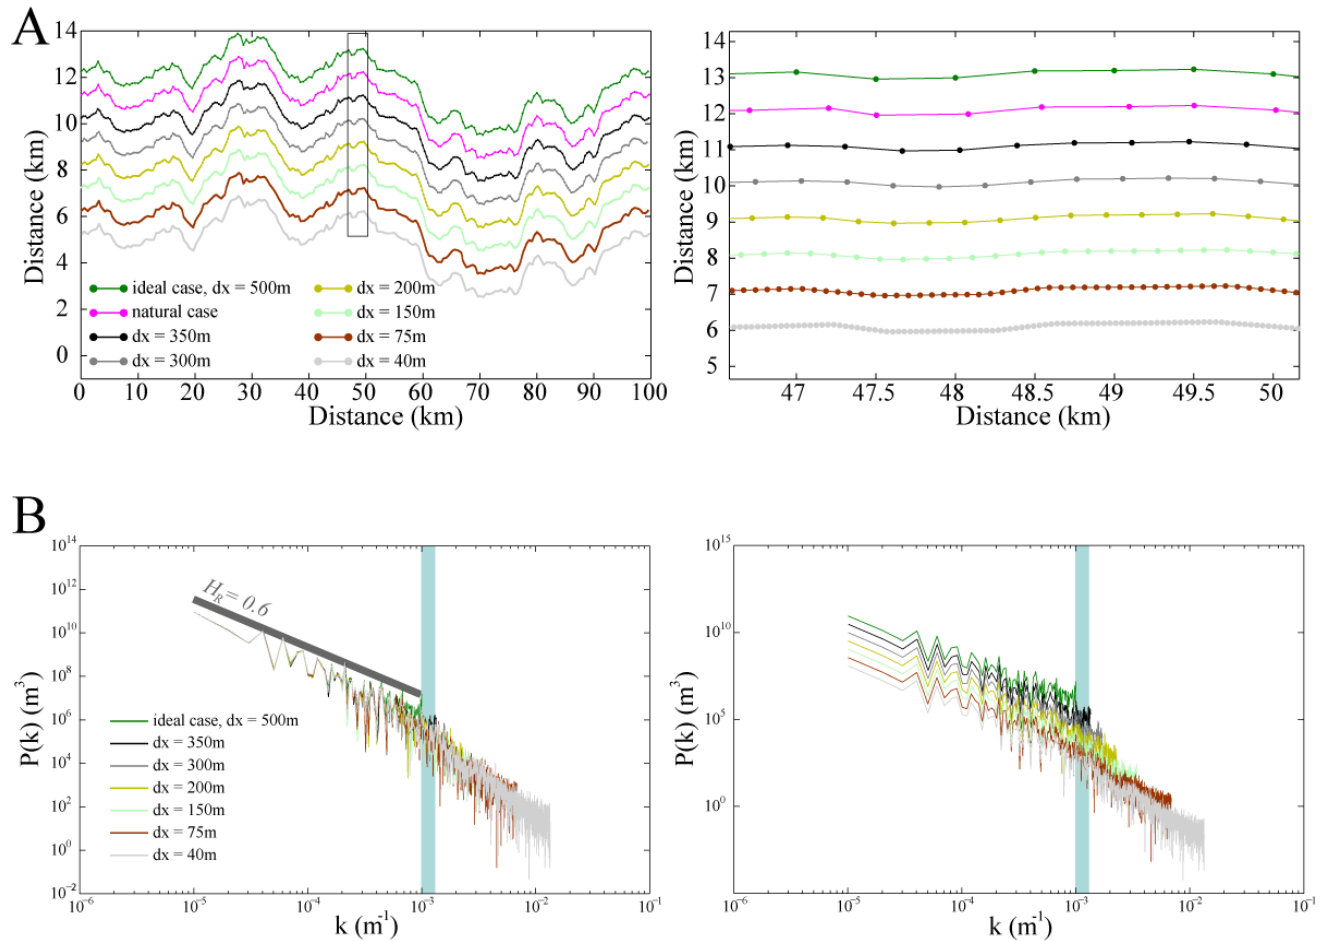 A
14
12
10
8
6
4
2
0
Distance (km)
ideal case, dx = 500m
natural case
dx = 350m
dx = 300m
dx = 200m
dx = 150m
dx = 75m
dx = 40m
0 10 20 30 40 50 60 70 80 90 100
Distance (km)
14
13
12
11
10
9
8
7
6
5
Distance (km)
47 47.5 48 48.5 49 49.5 50
Distance (km)
B
10^14
10^12
10^10
10^8
10^6
10^4
10^2
10^0
10^-2
P(k) (m^3)
H_R = 0.6
ideal case, dx = 500m
dx = 350m
dx = 300m
dx = 200m
dx = 150m
dx = 75m
dx = 40m
10^-6 10^-5 10^-4 10^-3 10^-2 10^-1
k (m^-1)
10^15
10^10
10^5
10^0
P(k) (m^3)
10^-6 10^-5 10^-4 10^-3 10^-2 10^-1
k (m^-1)